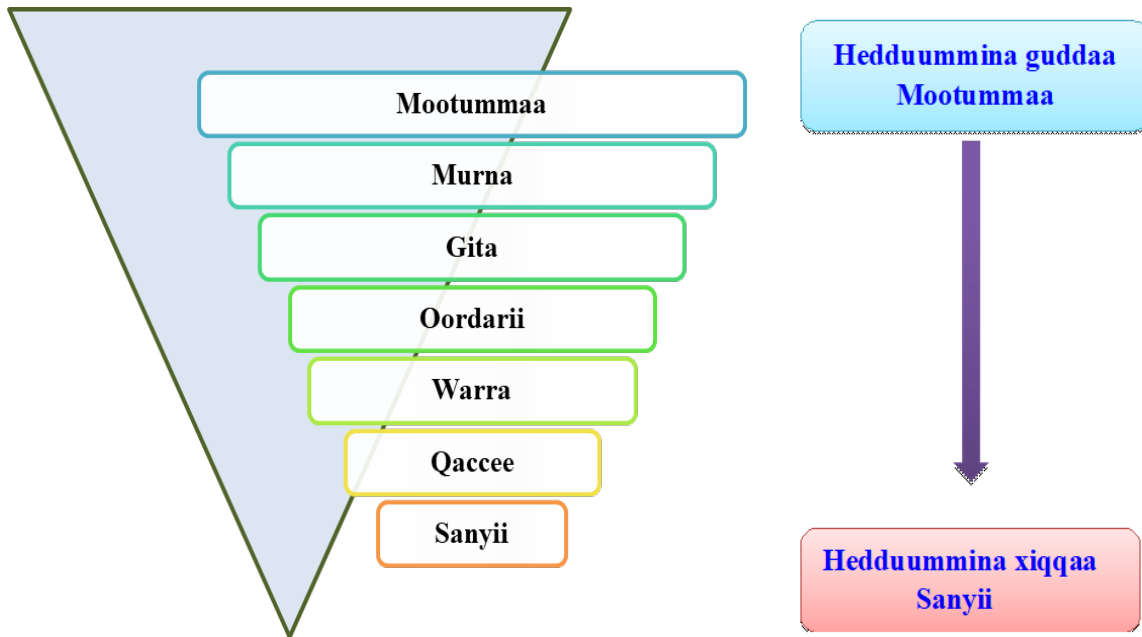 Mootummaa
Murna
Gita
Oordarii
Warra
Qaccee
Sanyii
Hedduummina guddaa
Mootummaa
Hedduummina xiqqaa
Sanyii